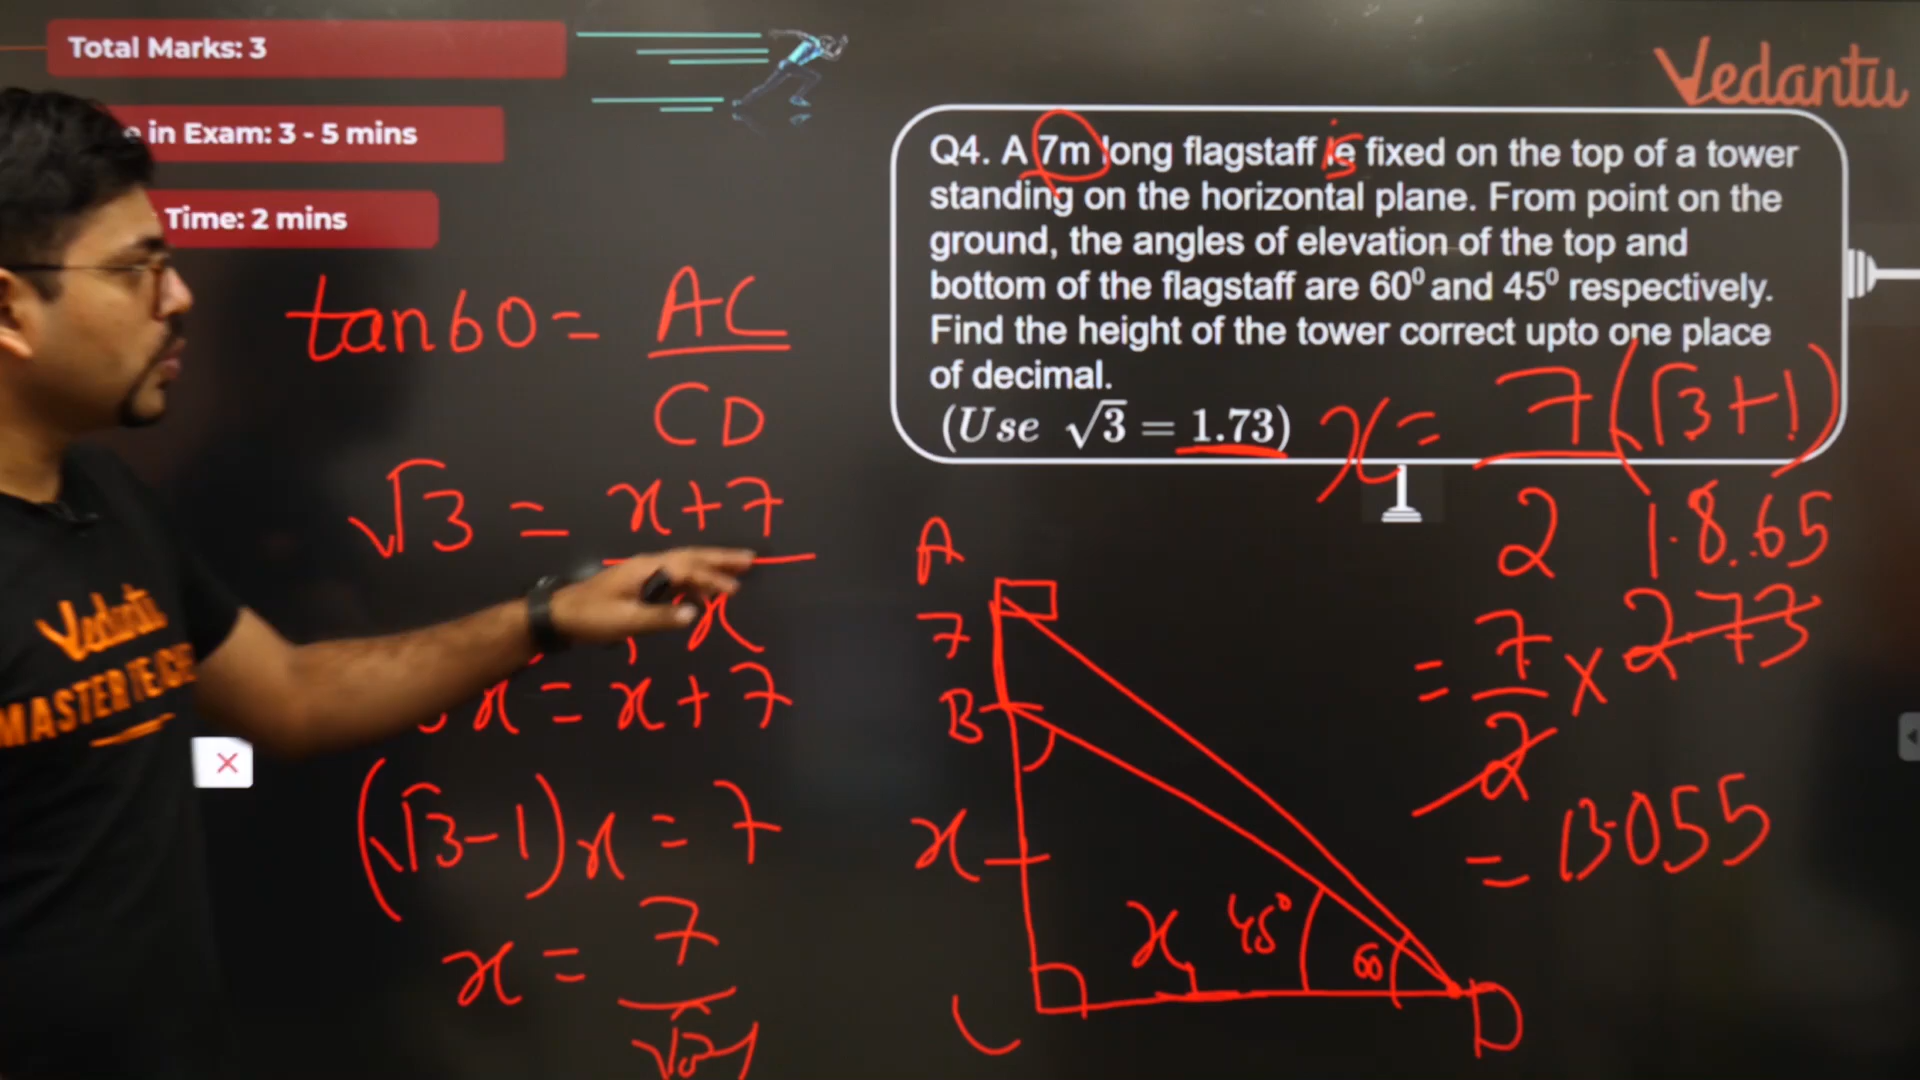 Total Marks: 3
e in Exam: 3 - 5 mins
Time: 2 mins
Vedantu
Q4. A 7m long flagstaff is fixed on the top of a tower
standing on the horizontal plane. From point on the
ground, the angles of elevation of the top and
bottom of the flagstaff are 60⁰ and 45⁰ respectively.
Find the height of the tower correct upto one place
of decimal.
(Use √3 = 1.73)
tan60 = AC/CD
√3 = x+7/x
x = x+7
(√3-1)x = 7
x = 7
x = 7(√3+1)/2
1.8.65
= 7/2 × 2.73
= 13.055
A
7
B
x
C
x
45°
60
D
Vedantu
MASTER TEACHE